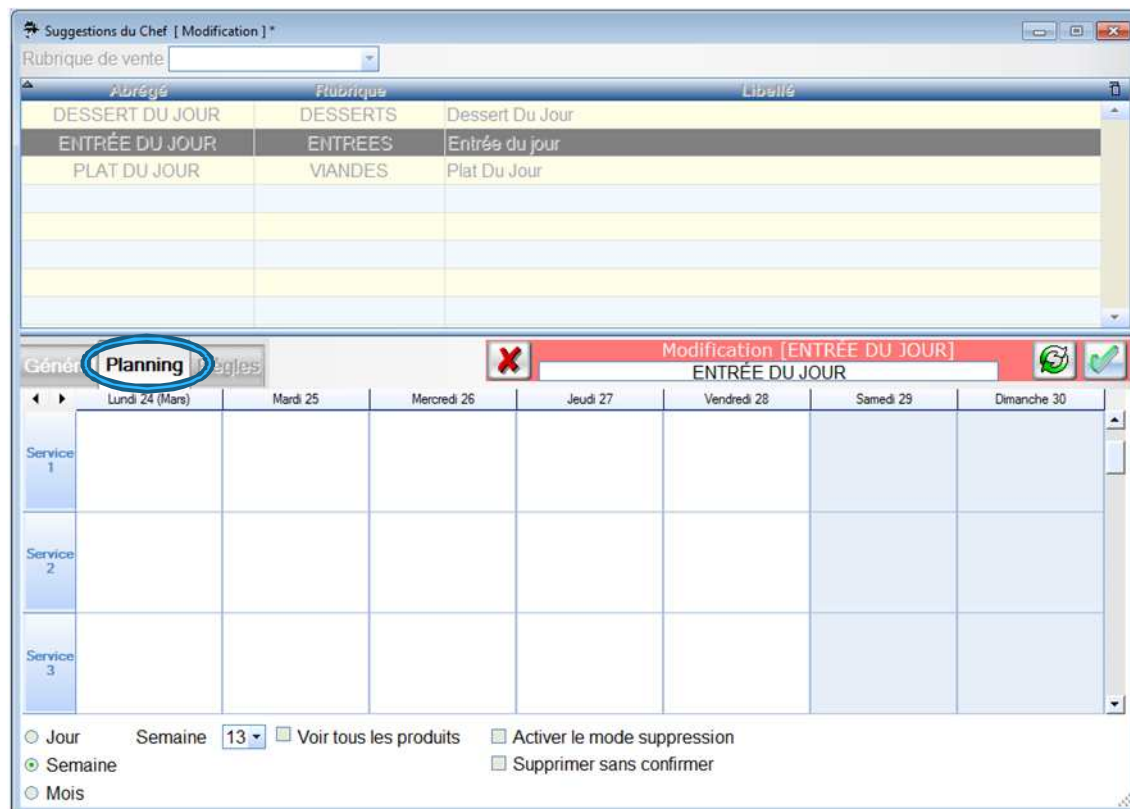 Suggestions du Chef [ Modification ] *
Rubrique de vente
Abrégé Rubrique Libellé
DESSERT DU JOUR DESSERTS Dessert Du Jour
ENTRÉE DU JOUR ENTREES Entrée du jour
PLAT DU JOUR VIANDES Plat Du Jour
Génér Planning Règles
Modification [ENTRÉE DU JOUR]
ENTRÉE DU JOUR
Lundi 24 (Mars) Mardi 25 Mercredi 26 Jeudi 27 Vendredi 28 Samedi 29 Dimanche 30
Service
1
Service
2
Service
3
Jour Semaine 13 Voir tous les produits Activer le mode suppression
Semaine Supprimer sans confirmer
Mois